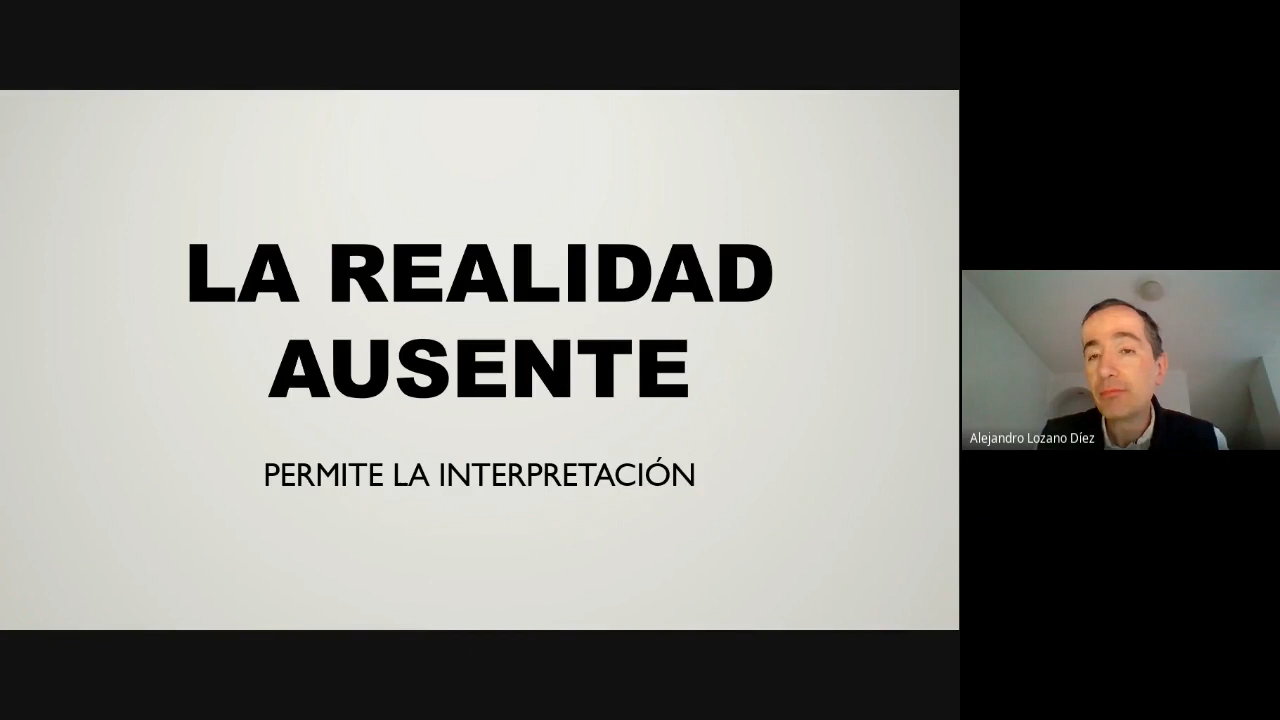 LA REALIDAD
AUSENTE
PERMITE LA INTERPRETACIÓN
Alejandro Lozano Díez